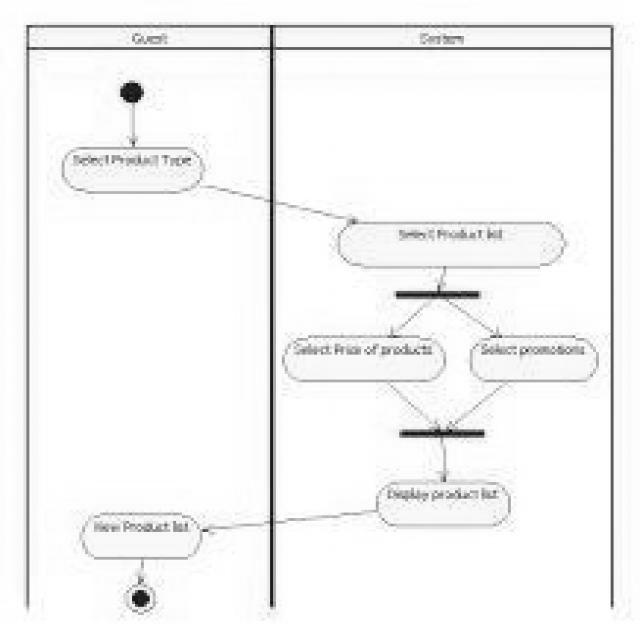 Guest
System
Select Product Type
Select Product list
Select Price of products
Select promotions
Display product list
View Product list